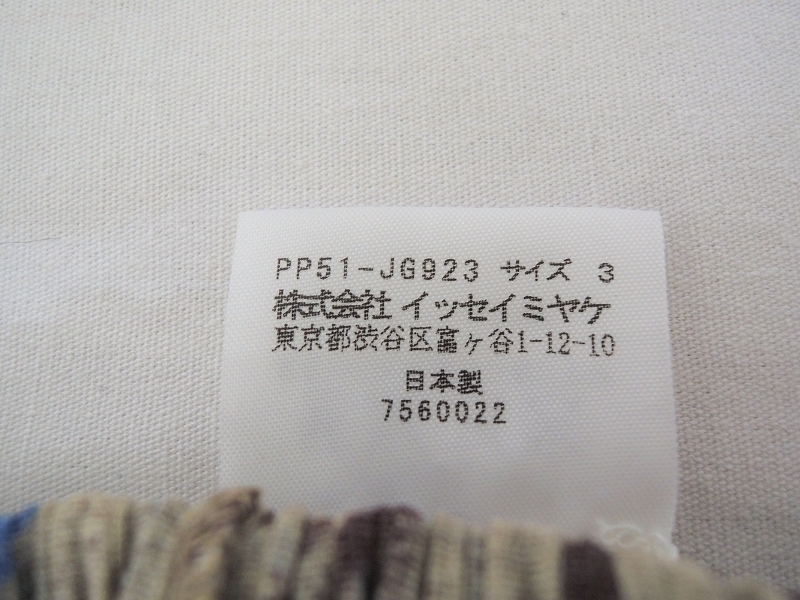 PP51-JG923 サイズ 3
株式会社 イッセイミヤケ
東京都渋谷区富ヶ谷1-12-10
日本製
7560022